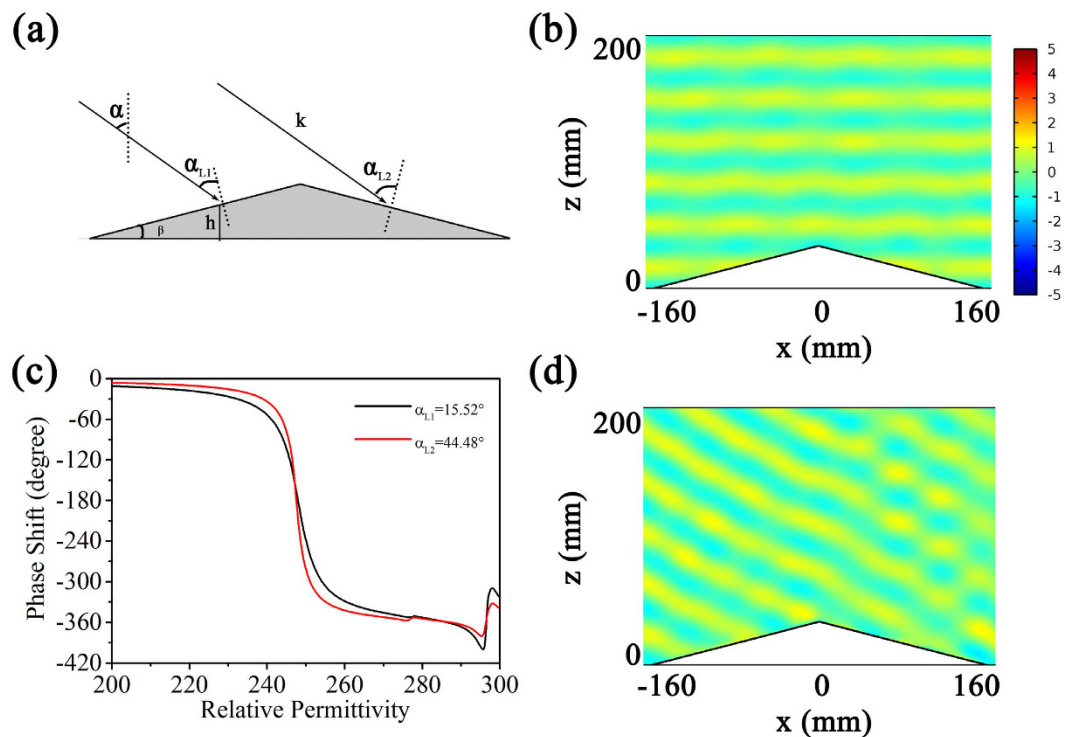 (a)
α
k
α_L1
α_L2
h
β
(b)
200
z (mm)
0
-160
0
160
x (mm)
5
4
3
2
1
0
-1
-2
-3
-4
-5
(c)
0
-60
-120
-180
-240
-300
-360
-420
Phase Shift (degree)
α_L1=15.52°
α_L2=44.48°
200 220 240 260 280 300
Relative Permittivity
(d)
200
z (mm)
0
-160
0
160
x (mm)